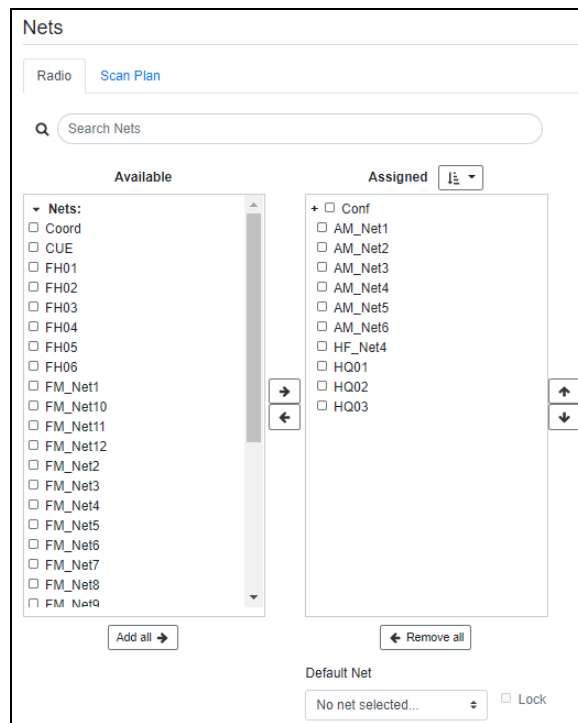 Nets
Radio
Scan Plan
Search Nets
Available
Nets:
Coord
CUE
FH01
FH02
FH03
FH04
FH05
FH06
FM_Net1
FM_Net10
FM_Net11
FM_Net12
FM_Net2
FM_Net3
FM_Net4
FM_Net5
FM_Net6
FM_Net7
FM_Net8
FM_Net9
Add all
Assigned
+ Conf
AM_Net1
AM_Net2
AM_Net3
AM_Net4
AM_Net5
AM_Net6
HF_Net4
HQ01
HQ02
HQ03
Remove all
Default Net
No net selected...
Lock